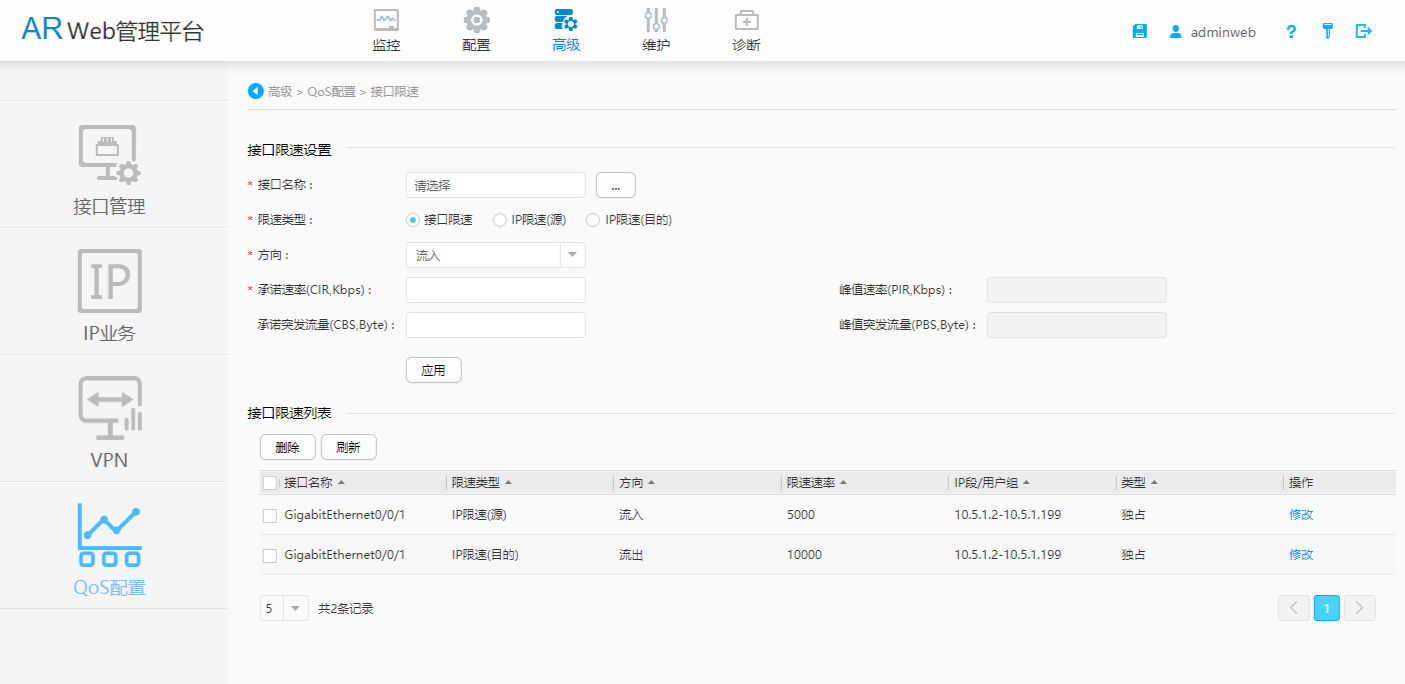 AR Web管理平台
监控 配置 高级 维护 诊断
adminweb ?
高级 > QoS配置 > 接口限速
接口管理
IP业务
VPN
QoS配置
接口限速设置
* 接口名称： 请选择 ...
* 限速类型： 接口限速 IP限速(源) IP限速(目的)
* 方向： 流入
* 承诺速率(CIR,Kbps)： 峰值速率(PIR,Kbps)：
承诺突发流量(CBS,Byte)： 峰值突发流量(PBS,Byte)：
应用
接口限速列表
删除 刷新
接口名称 限速类型 方向 限速速率 IP段/用户组 类型 操作
GigabitEthernet0/0/1 IP限速(源) 流入 5000 10.5.1.2-10.5.1.199 独占 修改
GigabitEthernet0/0/1 IP限速(目的) 流出 10000 10.5.1.2-10.5.1.199 独占 修改
5 共2条记录 1